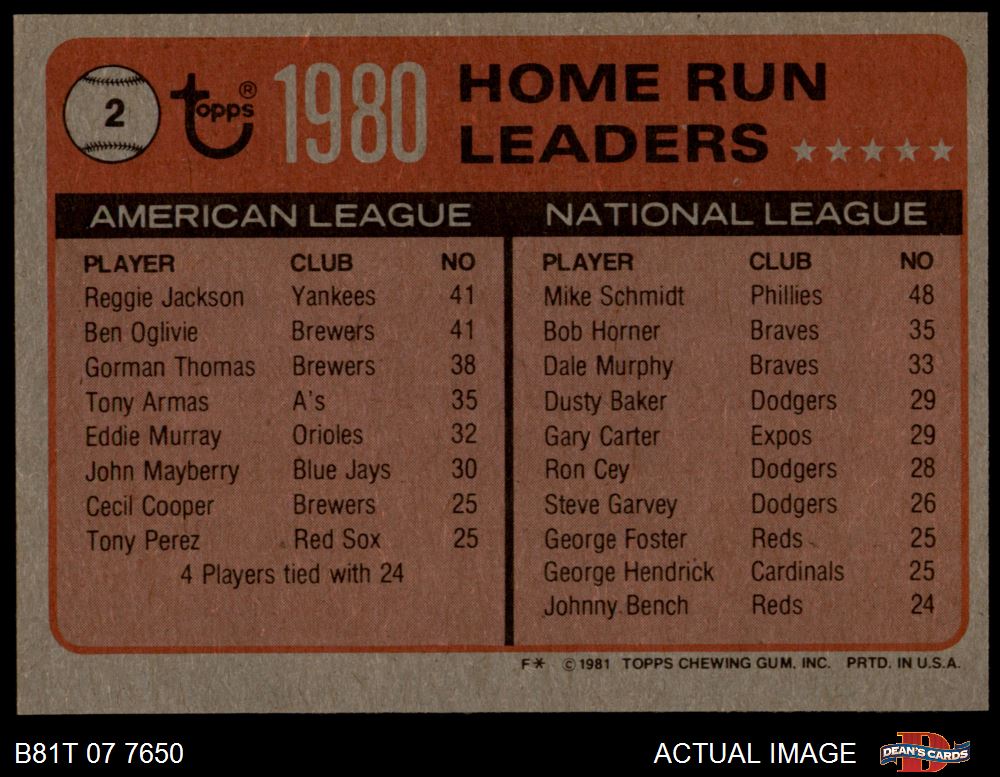 2 Topps ® 1980 HOME RUN
LEADERS ★★★★★
AMERICAN LEAGUE
PLAYER CLUB NO
Reggie Jackson Yankees 41
Ben Oglivie Brewers 41
Gorman Thomas Brewers 38
Tony Armas A's 35
Eddie Murray Orioles 32
John Mayberry Blue Jays 30
Cecil Cooper Brewers 25
Tony Perez Red Sox 25
4 Players tied with 24
NATIONAL LEAGUE
PLAYER CLUB NO
Mike Schmidt Phillies 48
Bob Horner Braves 35
Dale Murphy Braves 33
Dusty Baker Dodgers 29
Gary Carter Expos 29
Ron Cey Dodgers 28
Steve Garvey Dodgers 26
George Foster Reds 25
George Hendrick Cardinals 25
Johnny Bench Reds 24
F* ©1981 TOPPS CHEWING GUM, INC. PRTD. IN U.S.A.
B81T 07 7650 ACTUAL IMAGE D DEAN'S CARDS